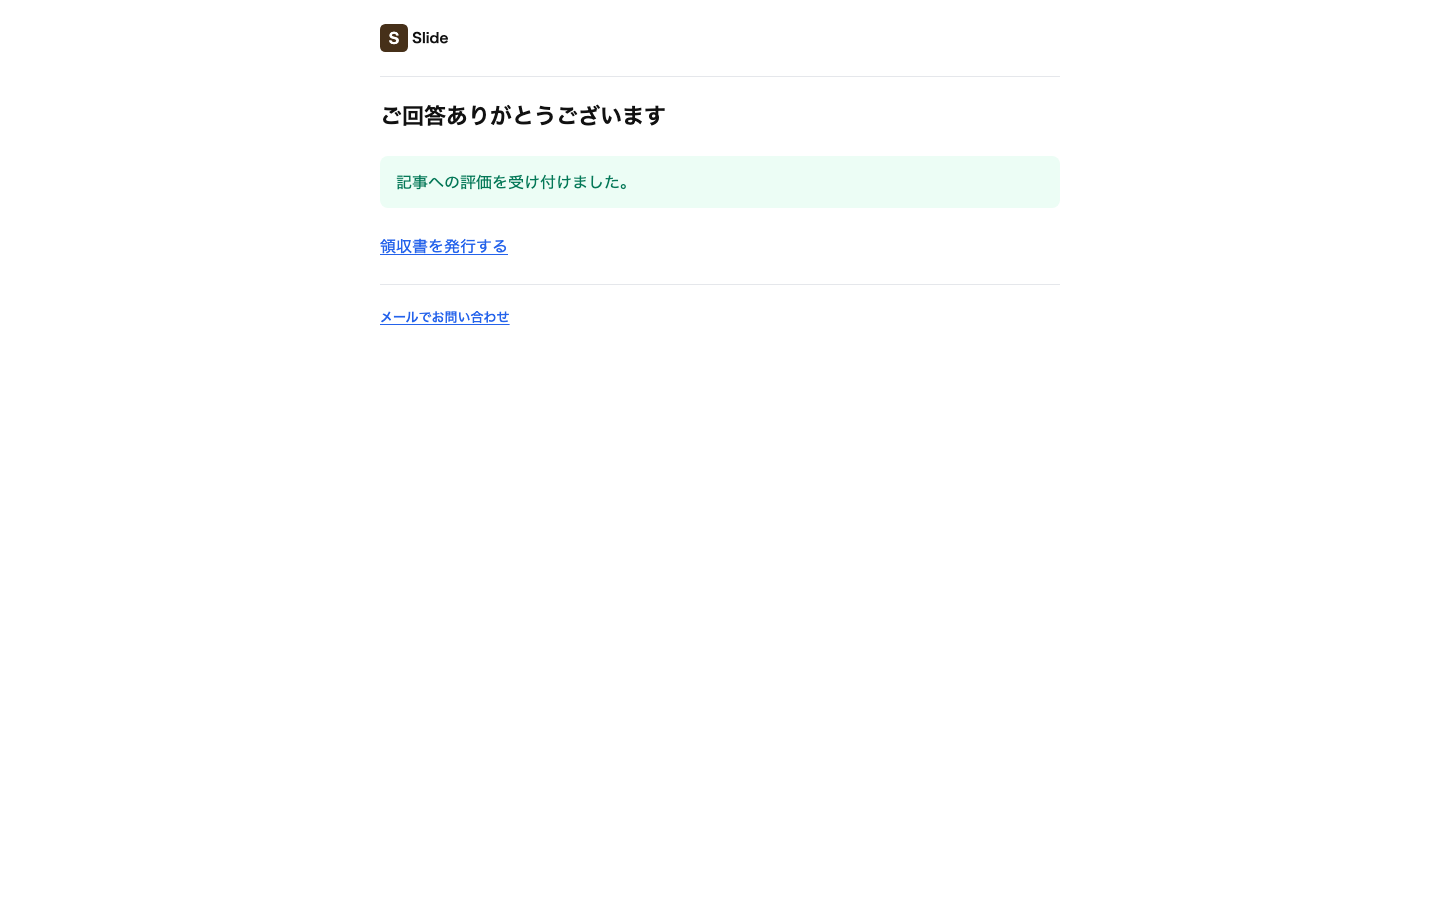 S Slide
ご回答ありがとうございます
記事への評価を受け付けました。
領収書を発行する
メールでお問い合わせ